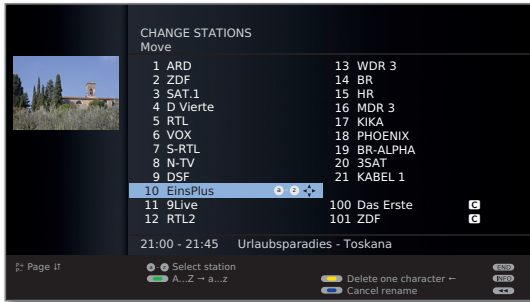 CHANGE STATIONS
Move
1 ARD
2 ZDF
3 SAT.1
4 D Vierte
5 RTL
6 VOX
7 S-RTL
8 N-TV
9 DSF
10 EinsPlus a z
11 9Live
12 RTL2
13 WDR 3
14 BR
15 HR
16 MDR 3
17 KIKA
18 PHOENIX
19 BR-ALPHA
20 3SAT
21 KABEL 1
100 Das Erste C
101 ZDF C
21:00 - 21:45 Urlaubsparadies - Toskana
P+ P- Page ↓↑
a - z Select station
A...Z → a...z
Delete one character ←
Cancel rename
END
INFO